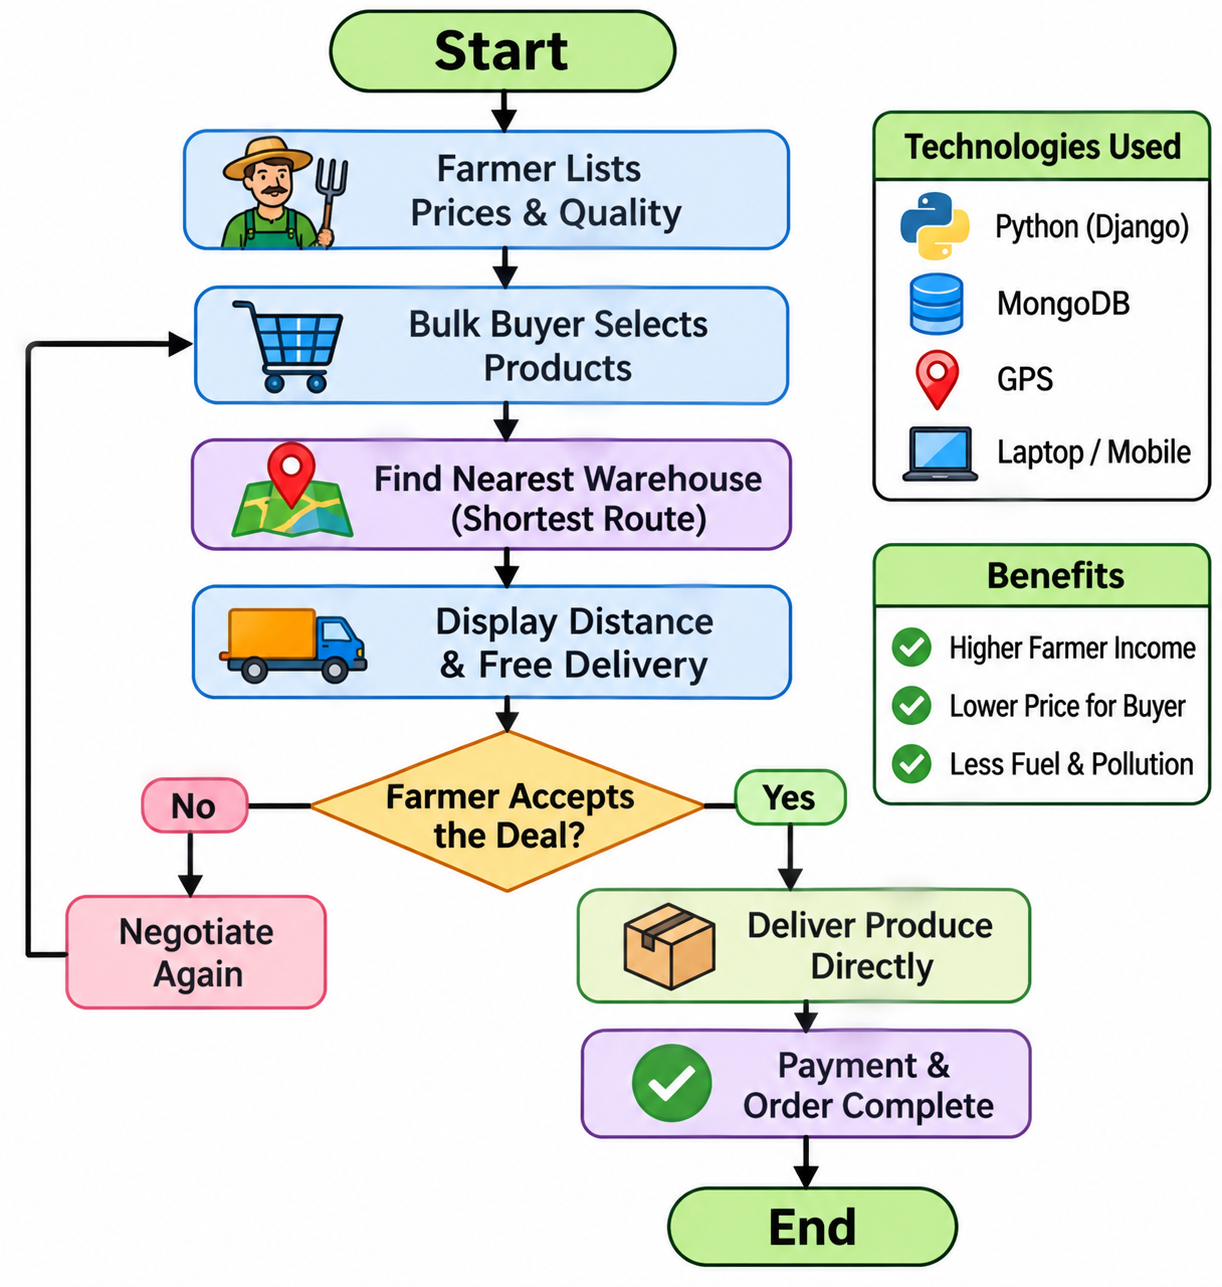 Start
Farmer Lists
Prices & Quality
Bulk Buyer Selects
Products
Find Nearest Warehouse
(Shortest Route)
Display Distance
& Free Delivery
Farmer Accepts
the Deal?
No
Yes
Negotiate
Again
Deliver Produce
Directly
Payment &
Order Complete
End
Technologies Used
Python (Django)
MongoDB
GPS
Laptop / Mobile
Benefits
Higher Farmer Income
Lower Price for Buyer
Less Fuel & Pollution